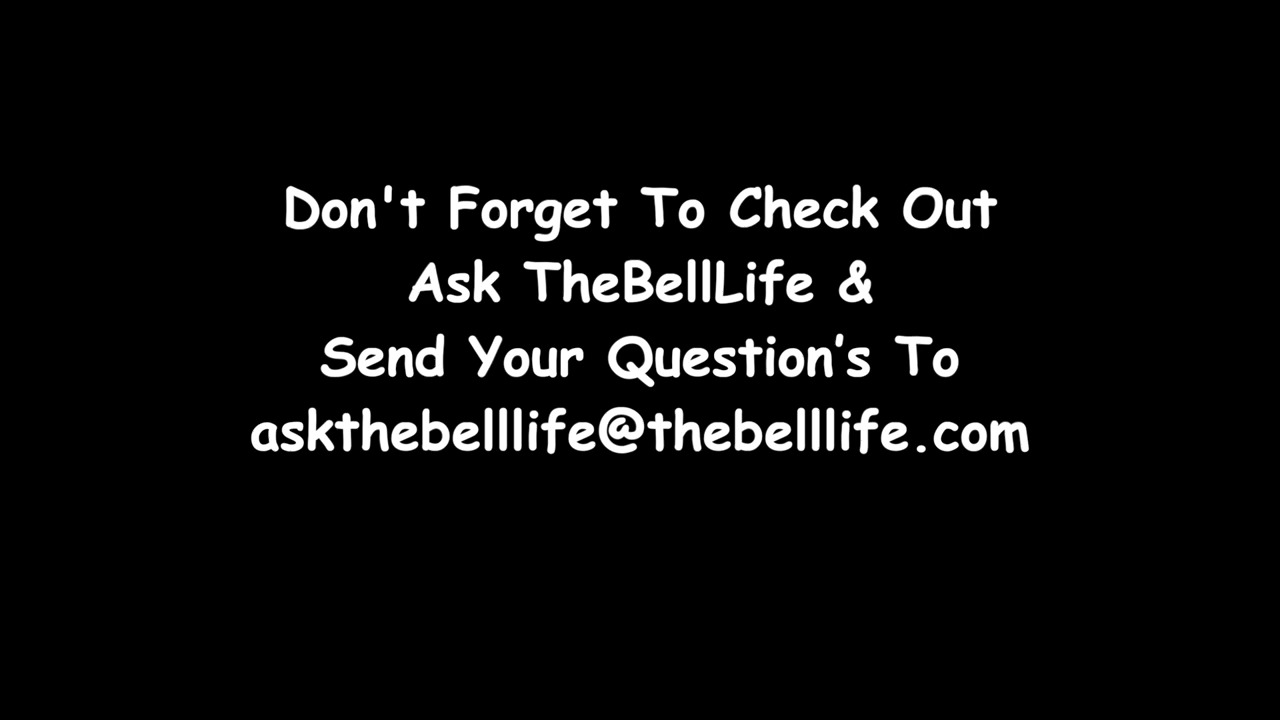 Don't Forget To Check Out
Ask TheBellLife &
Send Your Question’s To
askthebelllife@thebelllife.com